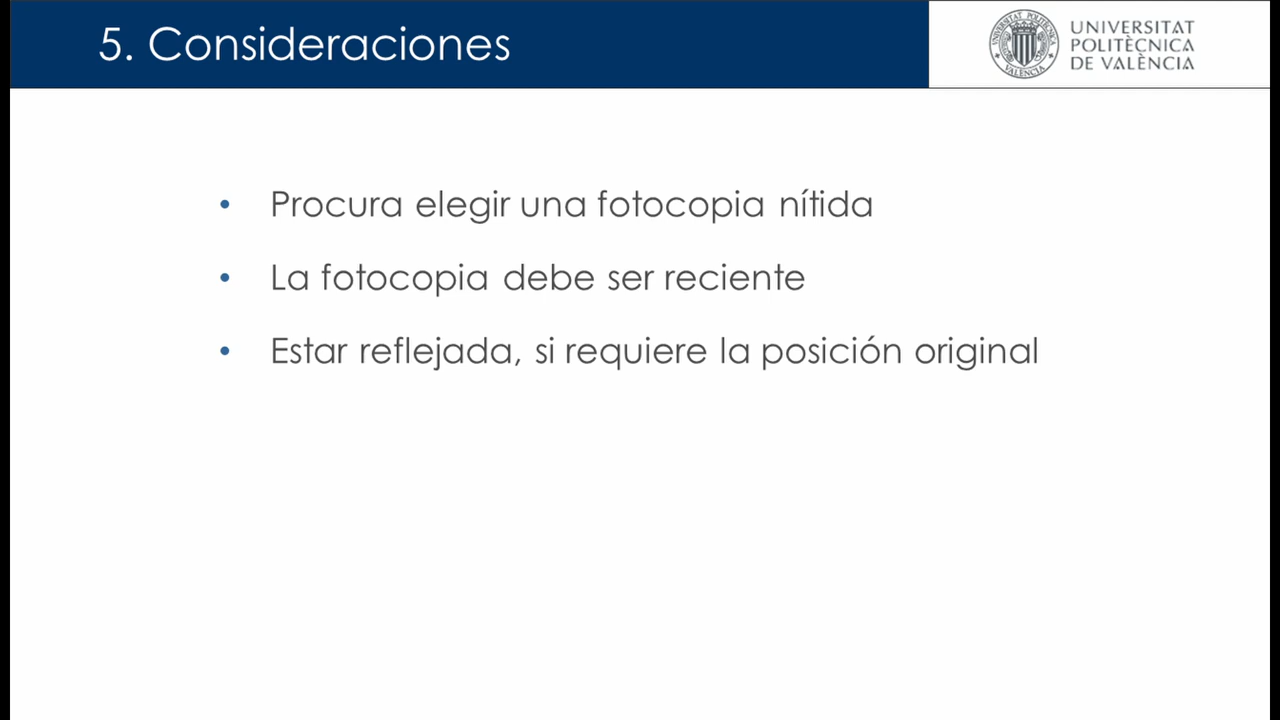 5. Consideraciones
UNIVERSITAT
POLITÈCNICA
DE VALÈNCIA
• Procura elegir una fotocopia nítida
• La fotocopia debe ser reciente
• Estar reflejada, si requiere la posición original